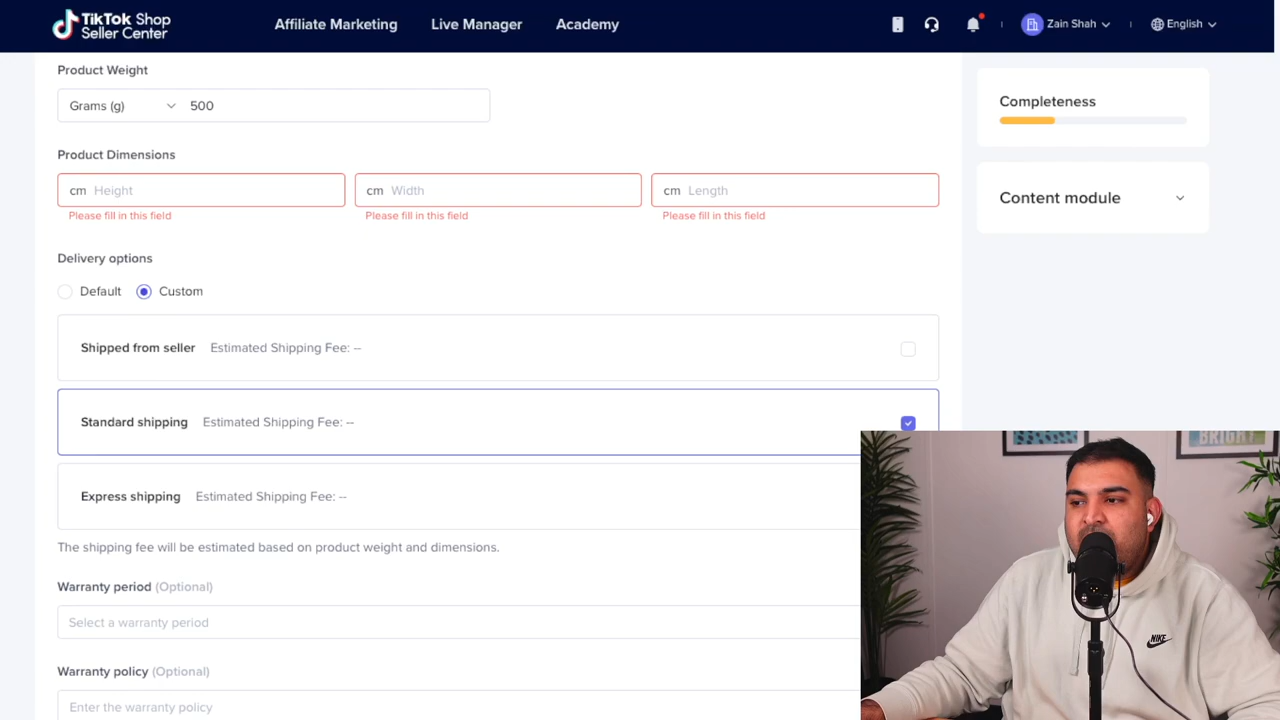 TikTok Shop
Seller Center
Affiliate Marketing
Live Manager
Academy
Zain Shah
English
Product Weight
Grams (g)
500
Product Dimensions
cm Height
cm Width
cm Length
Please fill in this field
Please fill in this field
Please fill in this field
Delivery options
Default
Custom
Shipped from seller
Estimated Shipping Fee: --
Standard shipping
Estimated Shipping Fee: --
Express shipping
Estimated Shipping Fee: --
The shipping fee will be estimated based on product weight and dimensions.
Warranty period (Optional)
Select a warranty period
Warranty policy (Optional)
Enter the warranty policy
Completeness
Content module
BRIGHT
NIKE